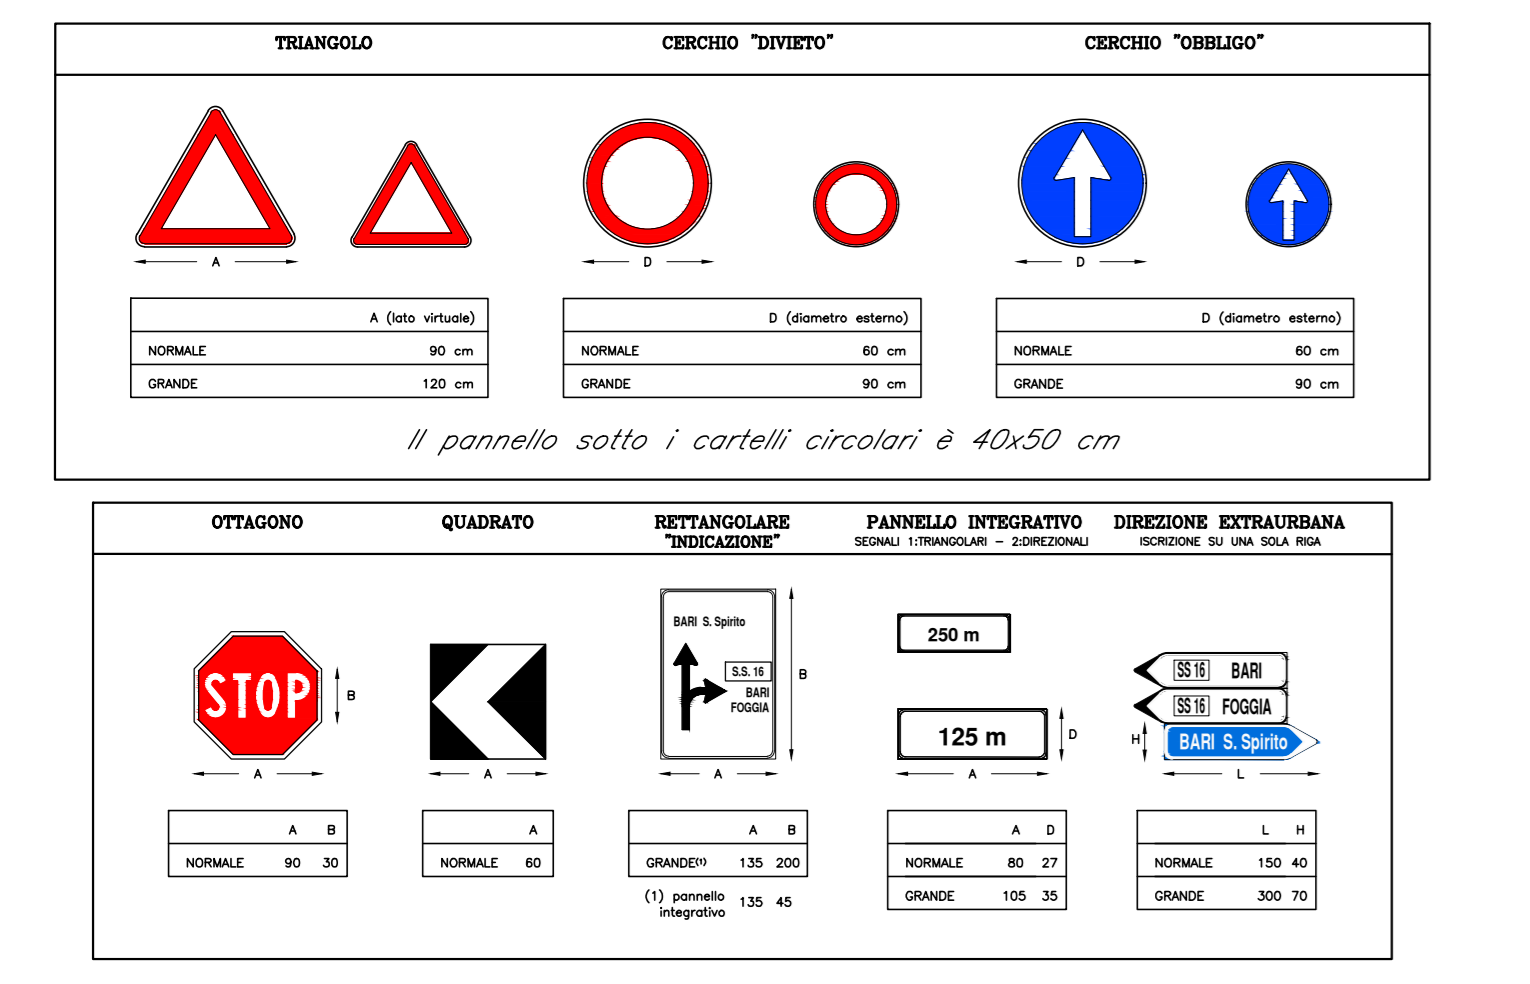 TRIANGOLO CERCHIO "DIVIETO" CERCHIO "OBBLIGO"
A D D
A (lato virtuale) D (diametro esterno) D (diametro esterno)
NORMALE 90 cm NORMALE 60 cm NORMALE 60 cm
GRANDE 120 cm GRANDE 90 cm GRANDE 90 cm
Il pannello sotto i cartelli circolari è 40x50 cm
OTTAGONO QUADRATO RETTANGOLARE PANNELLO INTEGRATIVO DIREZIONE EXTRAURBANA
"INDICAZIONE" SEGNALI 1:TRIANGOLARI – 2:DIREZIONALI ISCRIZIONE SU UNA SOLA RIGA
BARI S. Spirito
250 m
S.S. 16 B SS 16 BARI
STOP B BARI
FOGGIA SS 16 FOGGIA
125 m D H BARI S. Spirito
A A A A L
A B A A B A D L H
NORMALE 90 30 NORMALE 60 GRANDE(1) 135 200 NORMALE 80 27 NORMALE 150 40
(1) pannello integrativo 135 45 GRANDE 105 35 GRANDE 300 70